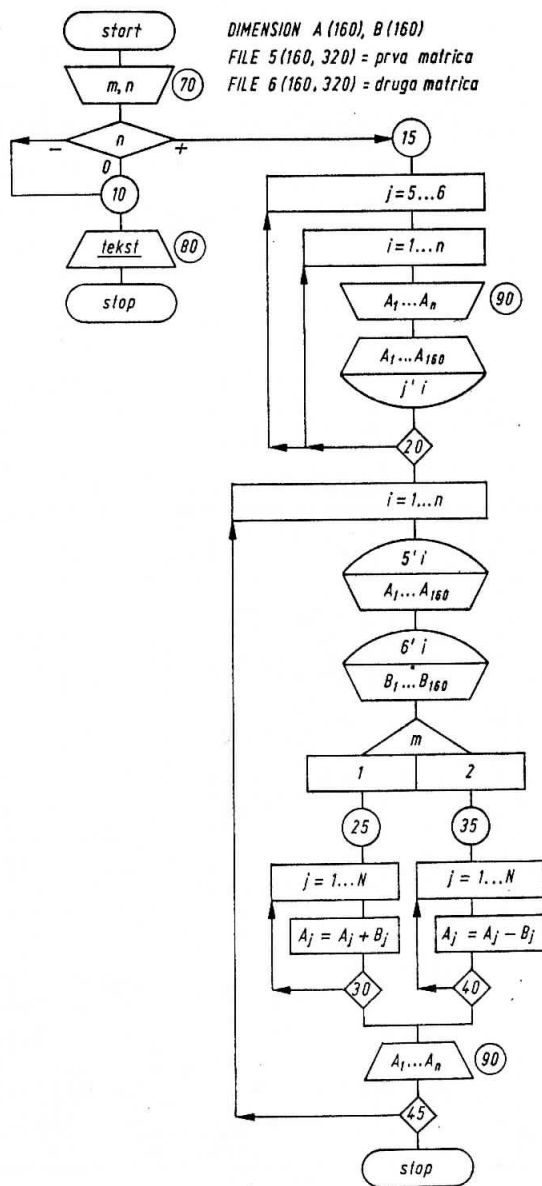 start
DIMENSION A (160), B (160)
FILE 5 (160, 320) = prva matrica
FILE 6 (160, 320) = druga matrica
m, n
70
n
−
+
0
10
tekst
80
stop
15
j = 5...6
i = 1...n
A₁...Aₙ
90
A₁...A₁₆₀
j' i
20
i = 1...n
5' i
A₁...A₁₆₀
6' i
B₁...B₁₆₀
m
1
2
25
35
j = 1...N
j = 1...N
Aⱼ = Aⱼ + Bⱼ
Aⱼ = Aⱼ − Bⱼ
30
40
A₁...Aₙ
90
45
stop